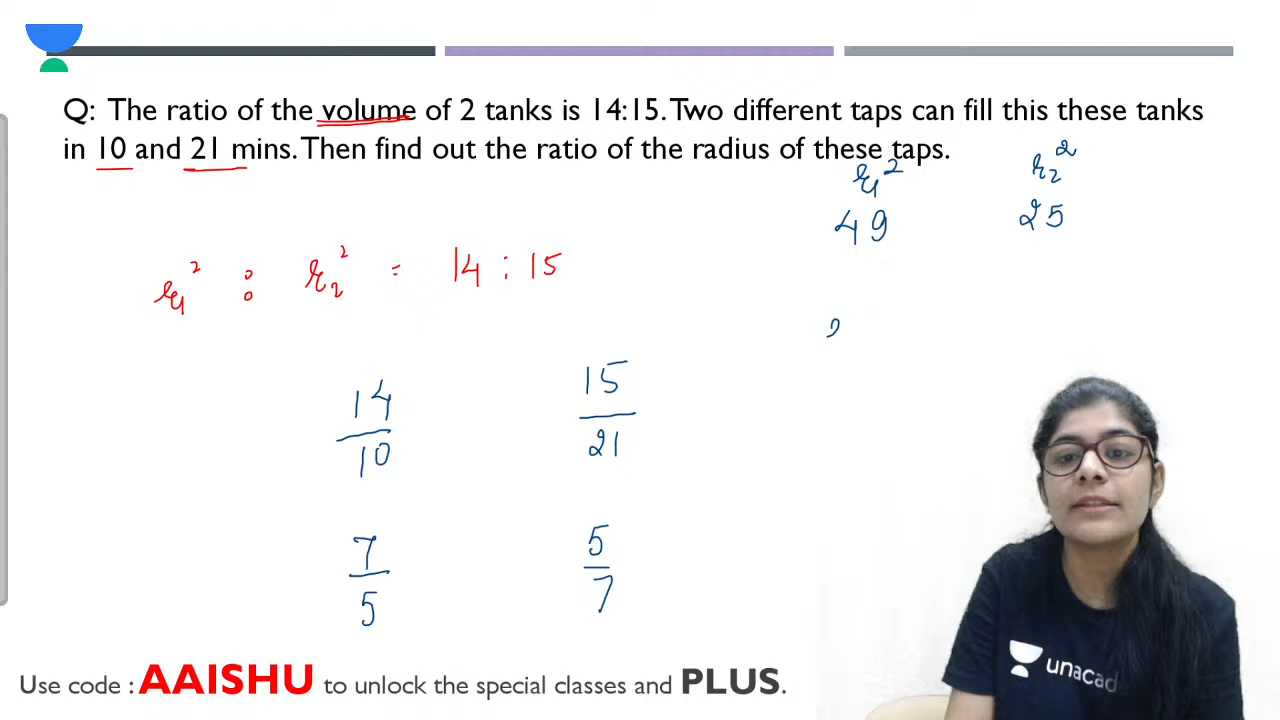 Q: The ratio of the volume of 2 tanks is 14:15. Two different taps can fill this these tanks
in 10 and 21 mins. Then find out the ratio of the radius of these taps.
r₁² r₂²
49 25
r₁² : r₂² = 14 : 15
14/10 15/21
7/5 5/7
unacad
Use code : AAISHU to unlock the special classes and PLUS.